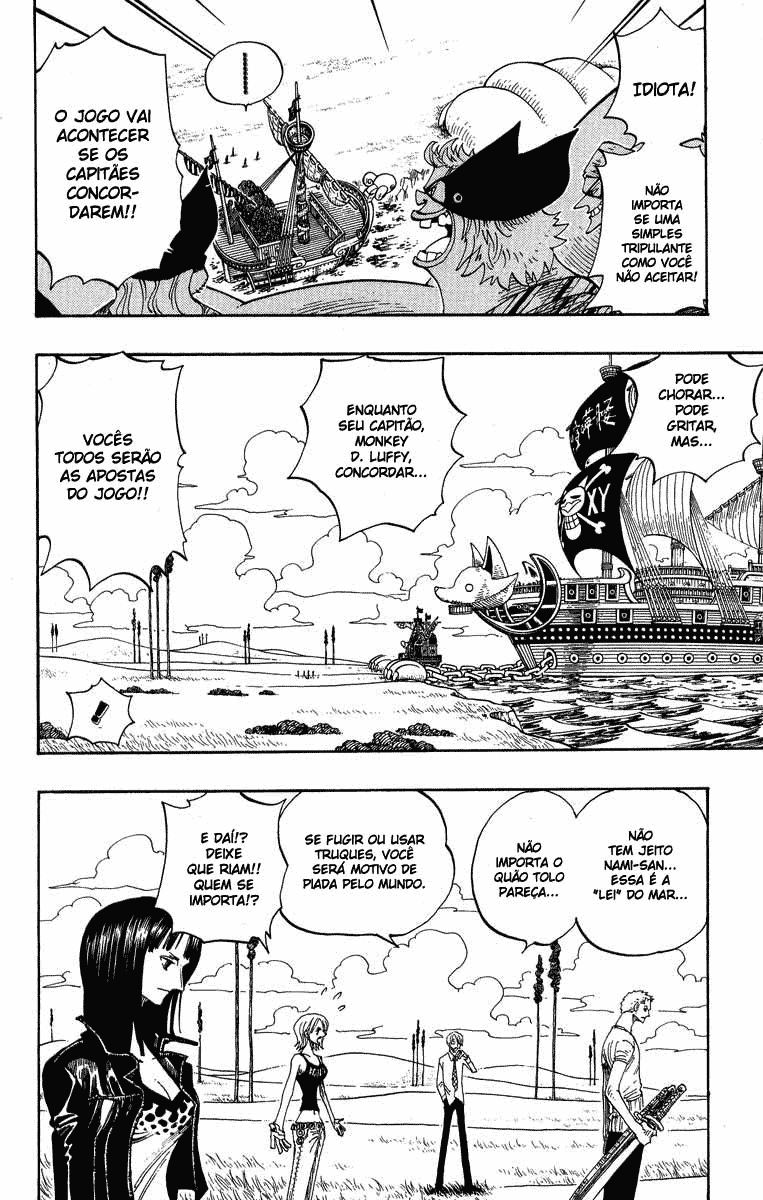 IDIOTA!
NÃO
IMPORTA
SE UMA
SIMPLES
TRIPULANTE
COMO VOCÊ
NÃO ACEITAR!
O JOGO VAI
ACONTECER
SE OS
CAPITÃES
CONCOR-
DAREM!!
PODE
CHORAR...
PODE
GRITAR,
MAS...
ENQUANTO
SEU CAPITÃO,
MONKEY
D. LUFFY,
CONCORDAR...
VOCÊS
TODOS SERÃO
AS APOSTAS
DO JOGO!!
XY
!!
NÃO
TEM JEITO
NAMI-SAN...
ESSA É A
"LEI" DO MAR...
NÃO
IMPORTA O
QUÃO TOLO
PAREÇA...
SE FUGIR OU USAR
TRUQUES, VOCÊ
SERÁ MOTIVO DE
PIADA PELO MUNDO.
E DAÍ!?
DEIXE
QUE RIAM!!
QUEM SE
IMPORTA!?